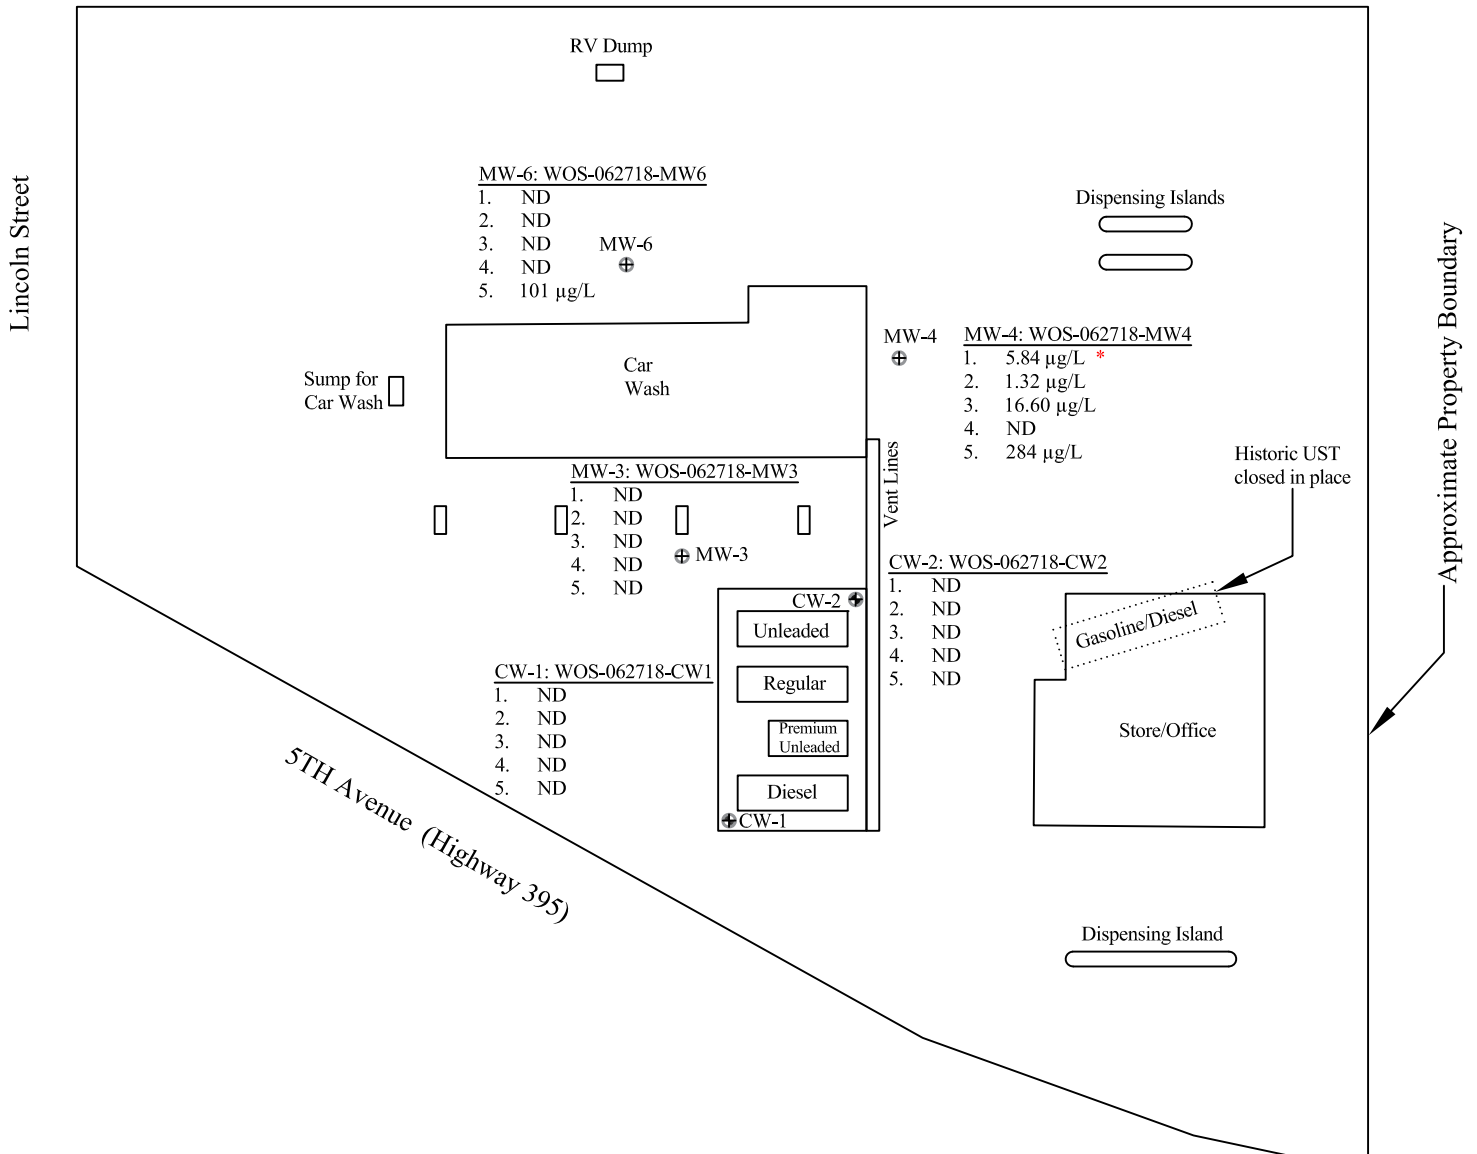 RV Dump
Lincoln Street
MW-6: WOS-062718-MW6
1. ND
2. ND
3. ND
4. ND
5. 101 µg/L
MW-6
Dispensing Islands
Approximate Property Boundary
MW-4
MW-4: WOS-062718-MW4
1. 5.84 µg/L *
2. 1.32 µg/L
3. 16.60 µg/L
4. ND
5. 284 µg/L
Car
Wash
Sump for
Car Wash
Vent Lines
Historic UST
closed in place
MW-3: WOS-062718-MW3
1. ND
2. ND
3. ND
4. ND
5. ND
MW-3
CW-2: WOS-062718-CW2
1. ND
2. ND
3. ND
4. ND
5. ND
CW-2
Unleaded
Regular
Premium
Unleaded
Diesel
CW-1
Gasoline/Diesel
Store/Office
CW-1: WOS-062718-CW1
1. ND
2. ND
3. ND
4. ND
5. ND
5TH Avenue (Highway 395)
Dispensing Island